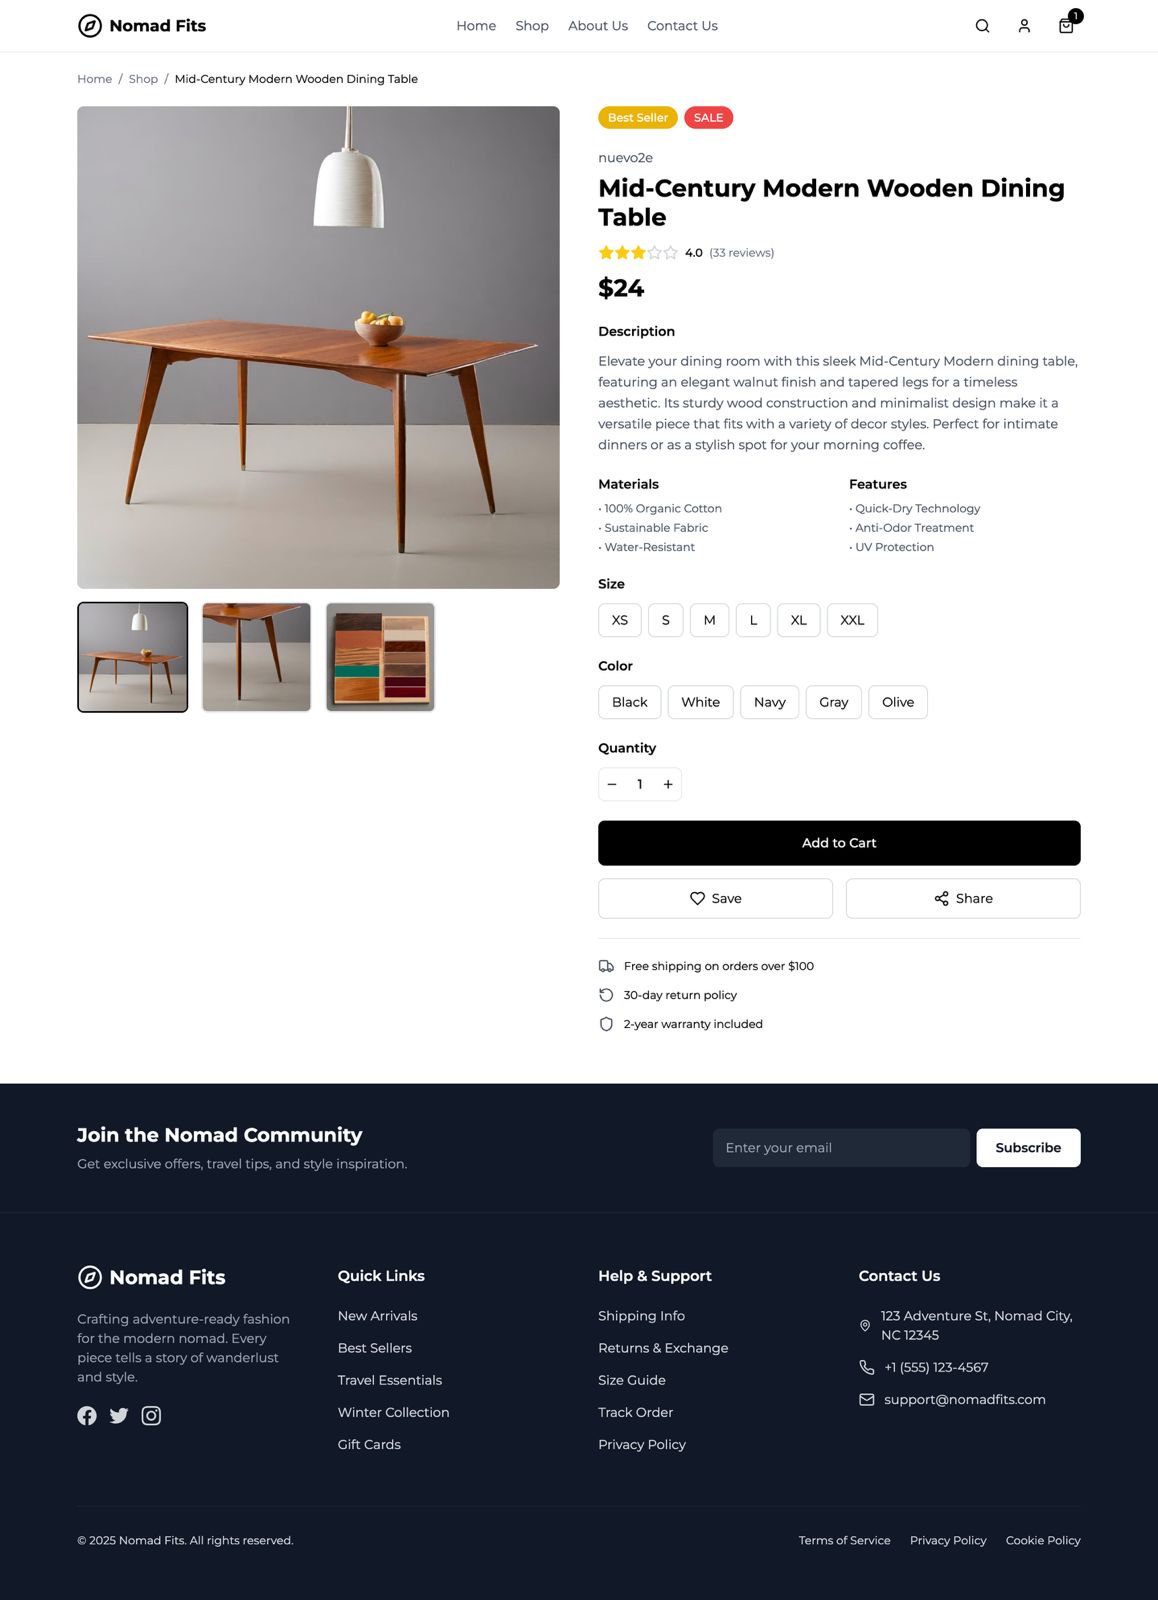 Nomad Fits
Home Shop About Us Contact Us
1
Home / Shop / Mid-Century Modern Wooden Dining Table
Best Seller SALE
nuevo2e
Mid-Century Modern Wooden Dining
Table
4.0 (33 reviews)
$24
Description
Elevate your dining room with this sleek Mid-Century Modern dining table,
featuring an elegant walnut finish and tapered legs for a timeless
aesthetic. Its sturdy wood construction and minimalist design make it a
versatile piece that fits with a variety of decor styles. Perfect for intimate
dinners or as a stylish spot for your morning coffee.
Materials
• 100% Organic Cotton
• Sustainable Fabric
• Water-Resistant
Features
• Quick-Dry Technology
• Anti-Odor Treatment
• UV Protection
Size
XS S M L XL XXL
Color
Black White Navy Gray Olive
Quantity
− 1 +
Add to Cart
Save Share
Free shipping on orders over $100
30-day return policy
2-year warranty included
Join the Nomad Community
Get exclusive offers, travel tips, and style inspiration.
Enter your email Subscribe
Nomad Fits
Crafting adventure-ready fashion
for the modern nomad. Every
piece tells a story of wanderlust
and style.
Quick Links
New Arrivals
Best Sellers
Travel Essentials
Winter Collection
Gift Cards
Help & Support
Shipping Info
Returns & Exchange
Size Guide
Track Order
Privacy Policy
Contact Us
123 Adventure St, Nomad City,
NC 12345
+1 (555) 123-4567
support@nomadfits.com
© 2025 Nomad Fits. All rights reserved.
Terms of Service Privacy Policy Cookie Policy